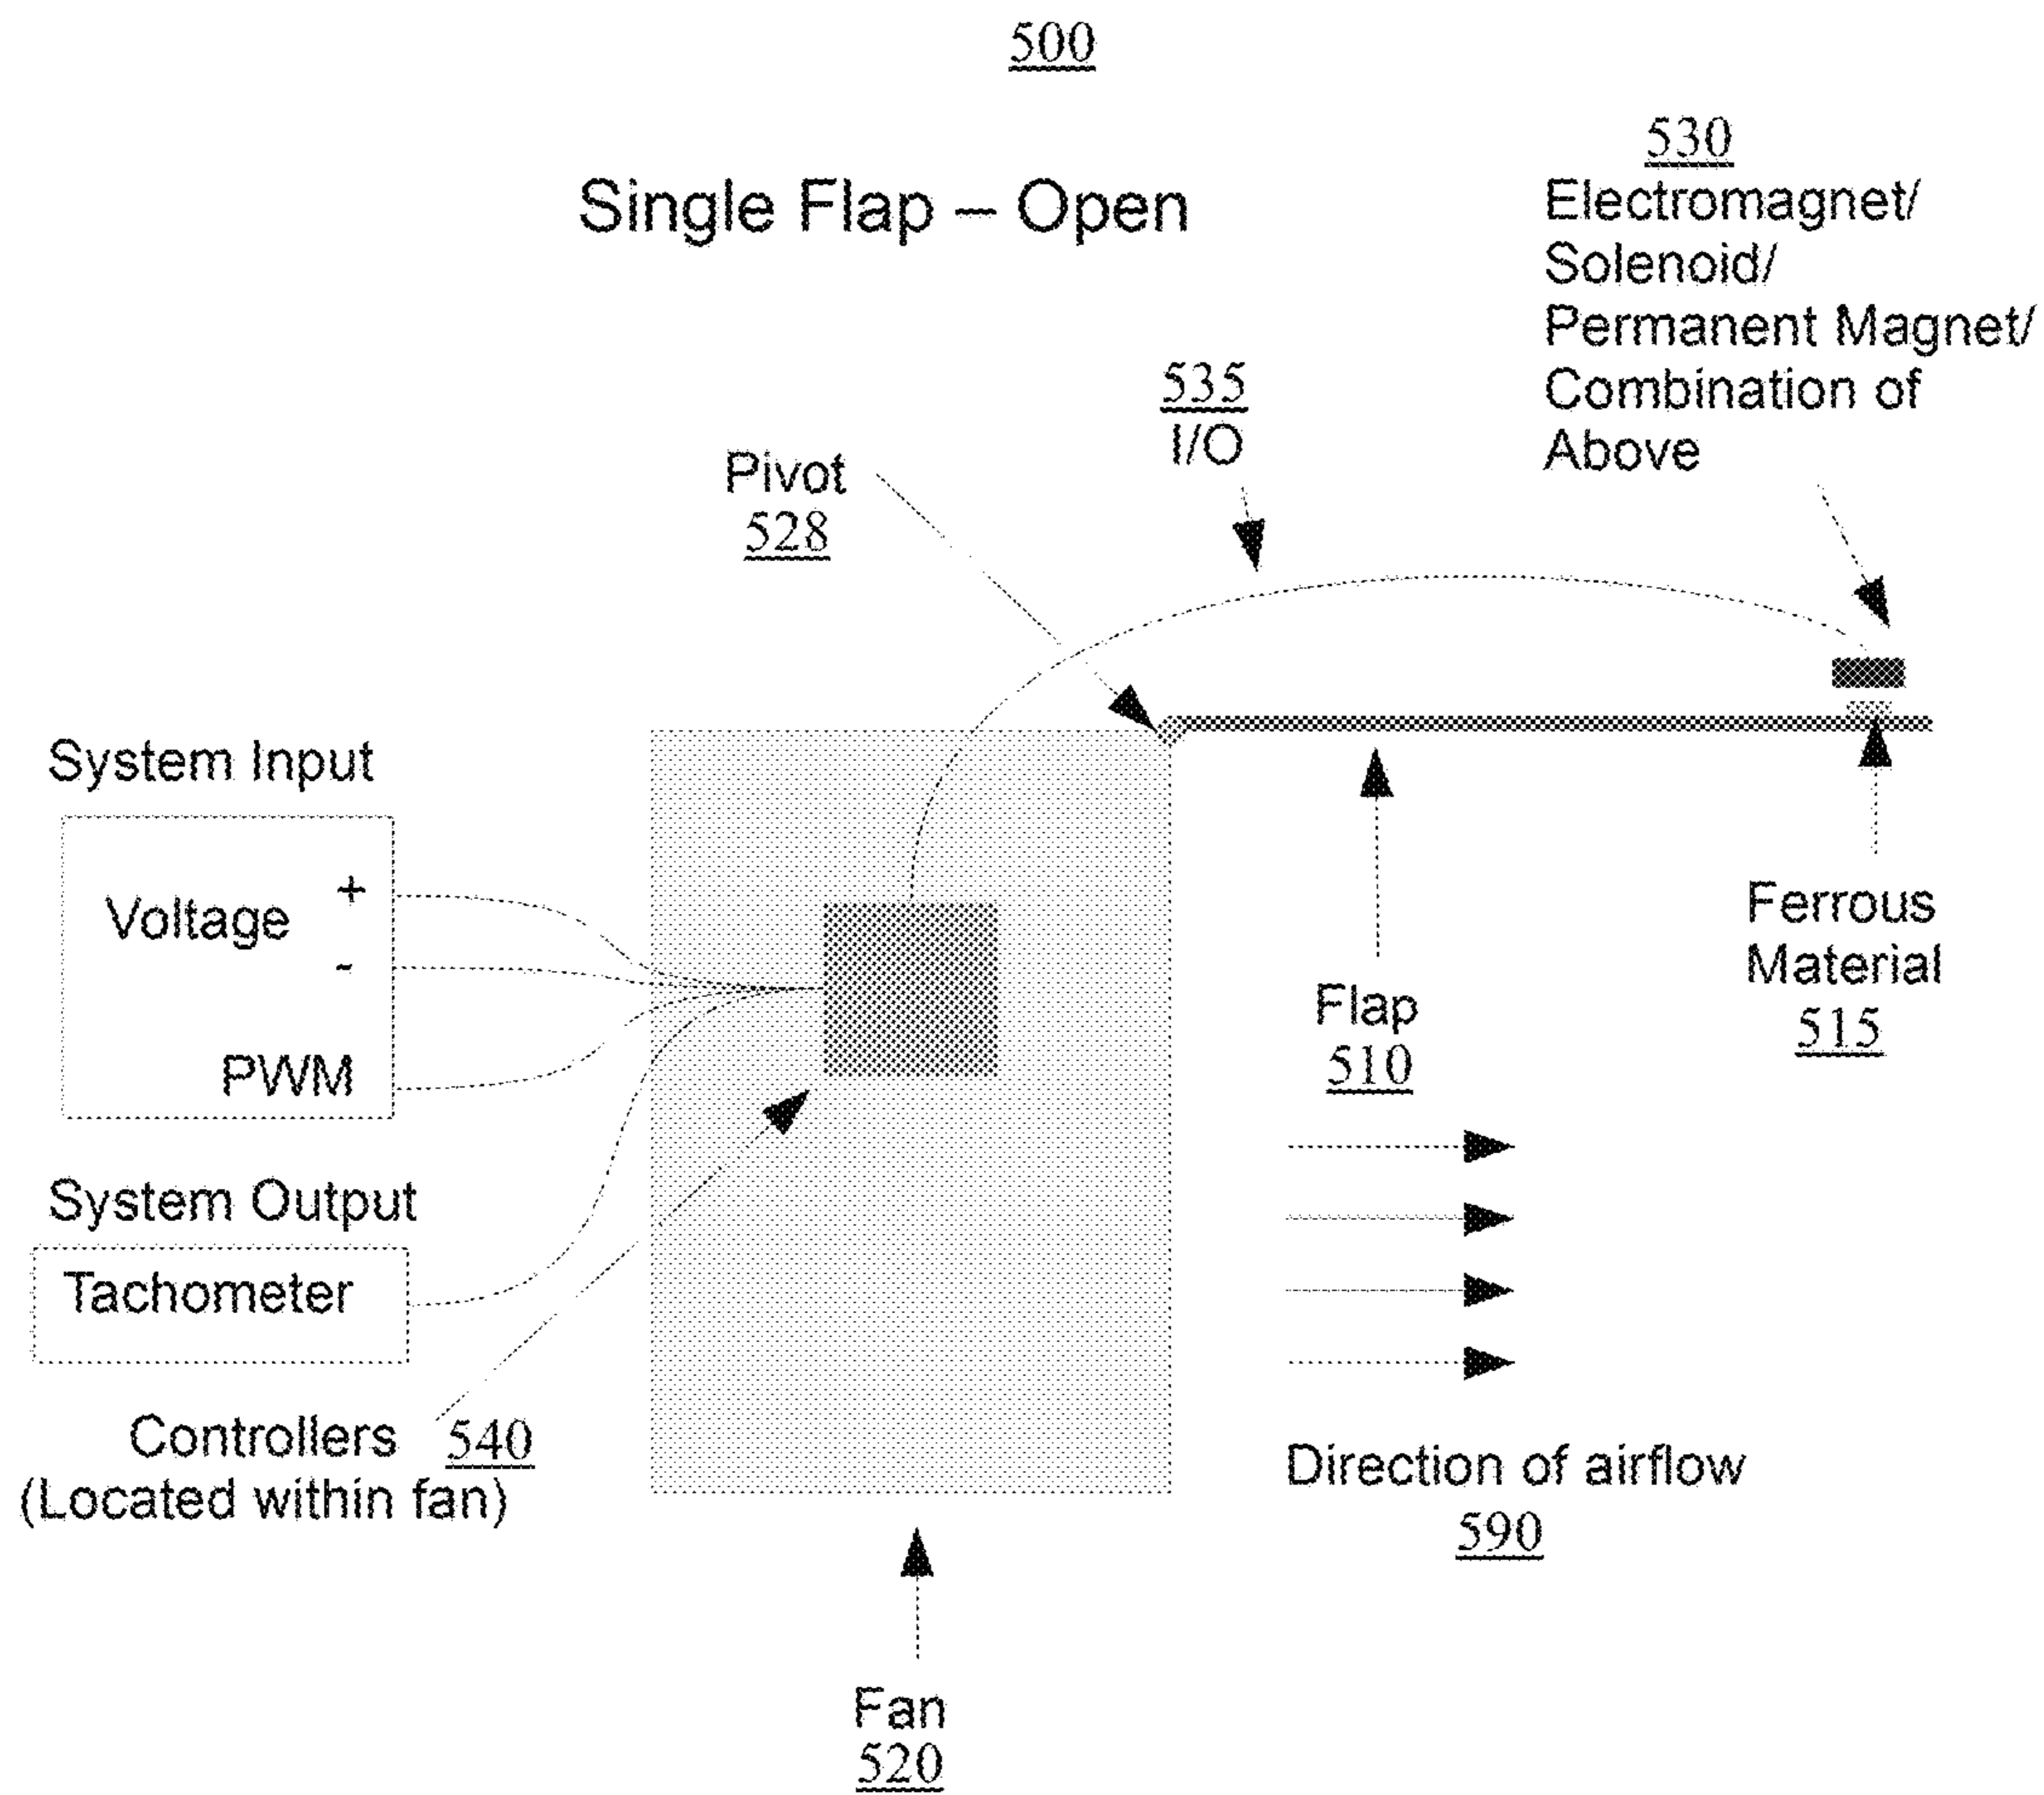 500
Single Flap – Open
530
Electromagnet/
Solenoid/
Permanent Magnet/
Combination of
Above
535
I/O
Pivot
528
System Input
Voltage
+
-
PWM
System Output
Tachometer
Controllers 540
(Located within fan)
Flap
510
Ferrous
Material
515
Direction of airflow
590
Fan
520